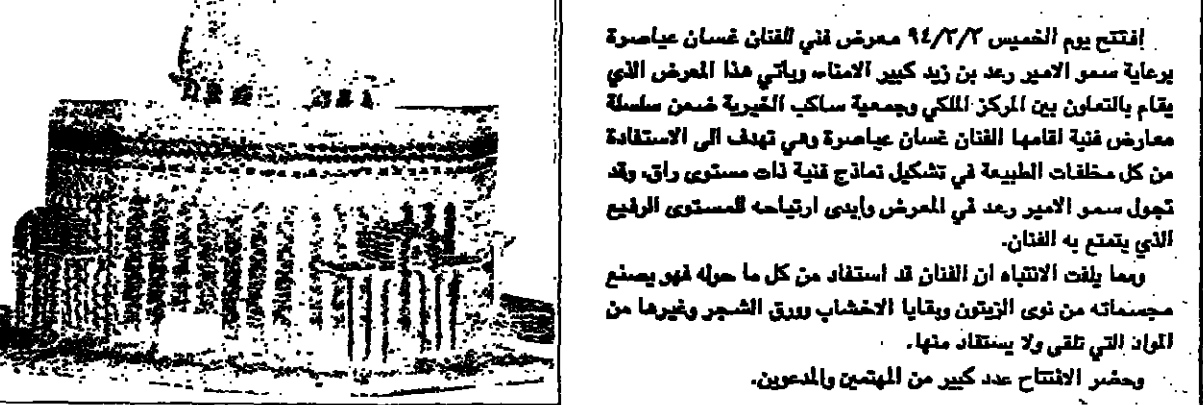 إفتتح يوم الخميس ٩٤/٣/٣ معرض فني للفنان غسان عياصرة
برعاية سمو الامير رعد بن زيد كبير الامناء، وياتي هذا المعرض الذي
يقام بالتعاون بين المركز الملكي وجمعية ساكب الخيرية ضمن سلسلة
معارض فنية اقامها الفنان غسان عياصرة وهي تهدف الى الاستفادة
من كل مخلفات الطبيعة في تشكيل نماذج فنية ذات مستوى راق، وقد
تجول سمو الامير رعد في المعرض وابدى ارتياحه للمستوى الرفيع
الذي يتمتع به الفنان.
ومما يلفت الانتباه ان الفنان قد استفاد من كل ما حوله فهو يصنع
مجسماته من نوى الزيتون وبقايا الاخشاب وورق الشجر وغيرها من
المواد التي تلقى ولا يستفاد منها.
وحضر الافتتاح عدد كبير من المهتمين والمدعوين.